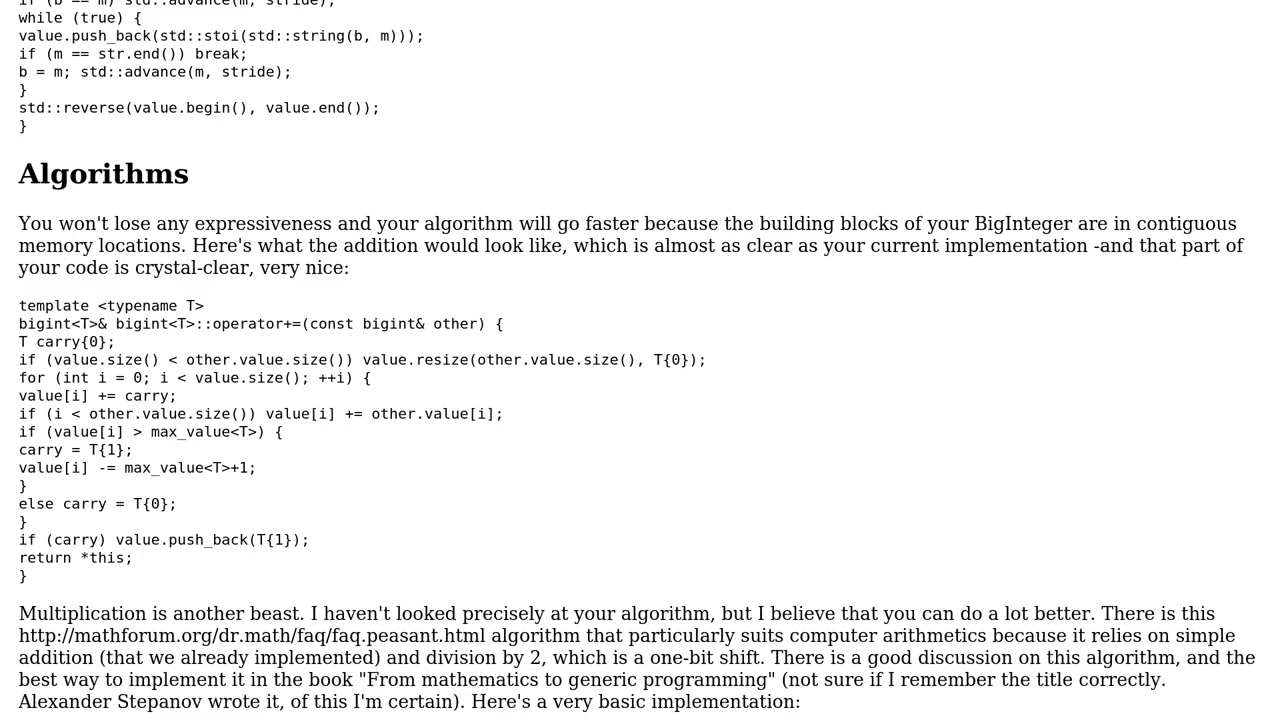 if (b == m) std::advance(m, stride);
while (true) {
value.push_back(std::stoi(std::string(b, m)));
if (m == str.end()) break;
b = m; std::advance(m, stride);
}
std::reverse(value.begin(), value.end());
}
Algorithms
You won't lose any expressiveness and your algorithm will go faster because the building blocks of your BigInteger are in contiguous
memory locations. Here's what the addition would look like, which is almost as clear as your current implementation -and that part of
your code is crystal-clear, very nice:
template <typename T>
bigint<T>& bigint<T>::operator+=(const bigint& other) {
T carry{0};
if (value.size() < other.value.size()) value.resize(other.value.size(), T{0});
for (int i = 0; i < value.size(); ++i) {
value[i] += carry;
if (i < other.value.size()) value[i] += other.value[i];
if (value[i] > max_value<T>) {
carry = T{1};
value[i] -= max_value<T>+1;
}
else carry = T{0};
}
if (carry) value.push_back(T{1});
return *this;
}
Multiplication is another beast. I haven't looked precisely at your algorithm, but I believe that you can do a lot better. There is this
http://mathforum.org/dr.math/faq/faq.peasant.html algorithm that particularly suits computer arithmetics because it relies on simple
addition (that we already implemented) and division by 2, which is a one-bit shift. There is a good discussion on this algorithm, and the
best way to implement it in the book "From mathematics to generic programming" (not sure if I remember the title correctly.
Alexander Stepanov wrote it, of this I'm certain). Here's a very basic implementation: